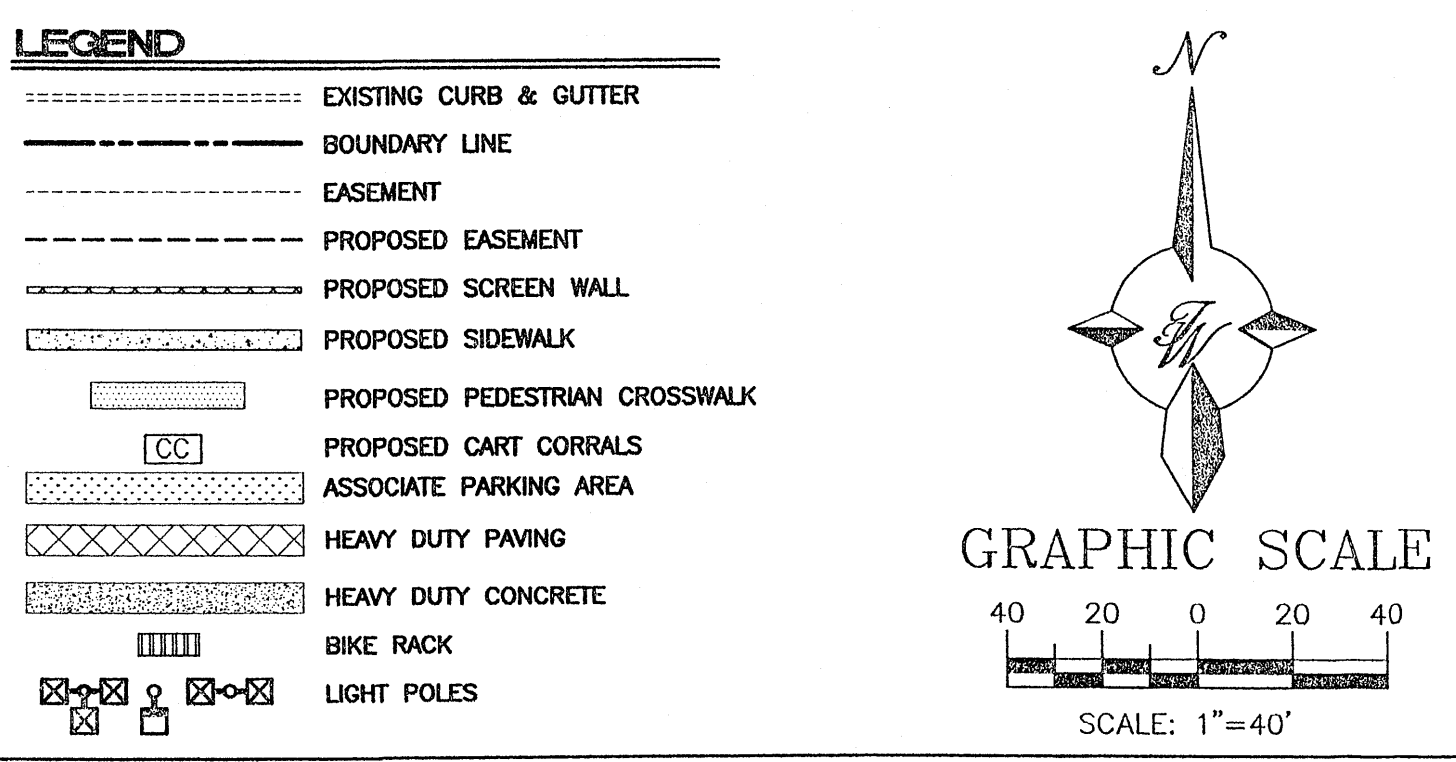 LEGEND
EXISTING CURB & GUTTER
BOUNDARY LINE
EASEMENT
PROPOSED EASEMENT
PROPOSED SCREEN WALL
PROPOSED SIDEWALK
PROPOSED PEDESTRIAN CROSSWALK
CC PROPOSED CART CORRALS
ASSOCIATE PARKING AREA
HEAVY DUTY PAVING
HEAVY DUTY CONCRETE
BIKE RACK
LIGHT POLES
N
GRAPHIC SCALE
40 20 0 20 40
SCALE: 1"=40'